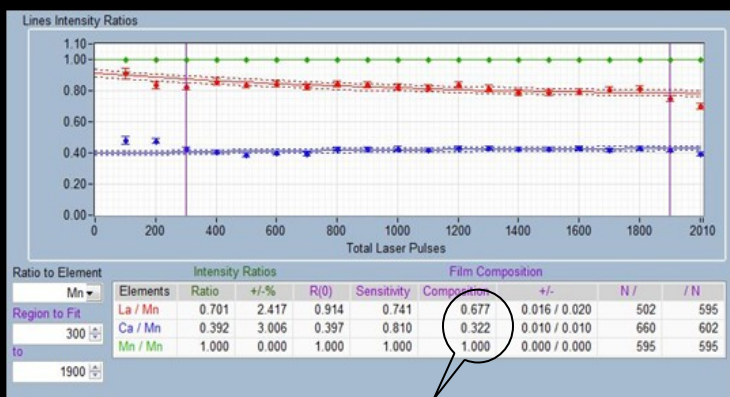 Lines Intensity Ratios
1.10
1.00
0.80
0.60
0.40
0.20
0.00
0 200 400 600 800 1000 1200 1400 1600 1800 2010
Total Laser Pulses
Ratio to Element Intensity Ratios Film Composition
Mn Elements Ratio +/-% R(0) Sensitivity Composition +/- N / / N
Region to Fit La / Mn 0.701 2.417 0.914 0.741 0.677 0.016 / 0.020 502 595
300 Ca / Mn 0.392 3.006 0.397 0.810 0.322 0.010 / 0.010 660 602
to Mn / Mn 1.000 0.000 1.000 1.000 1.000 0.000 / 0.000 595 595
1900